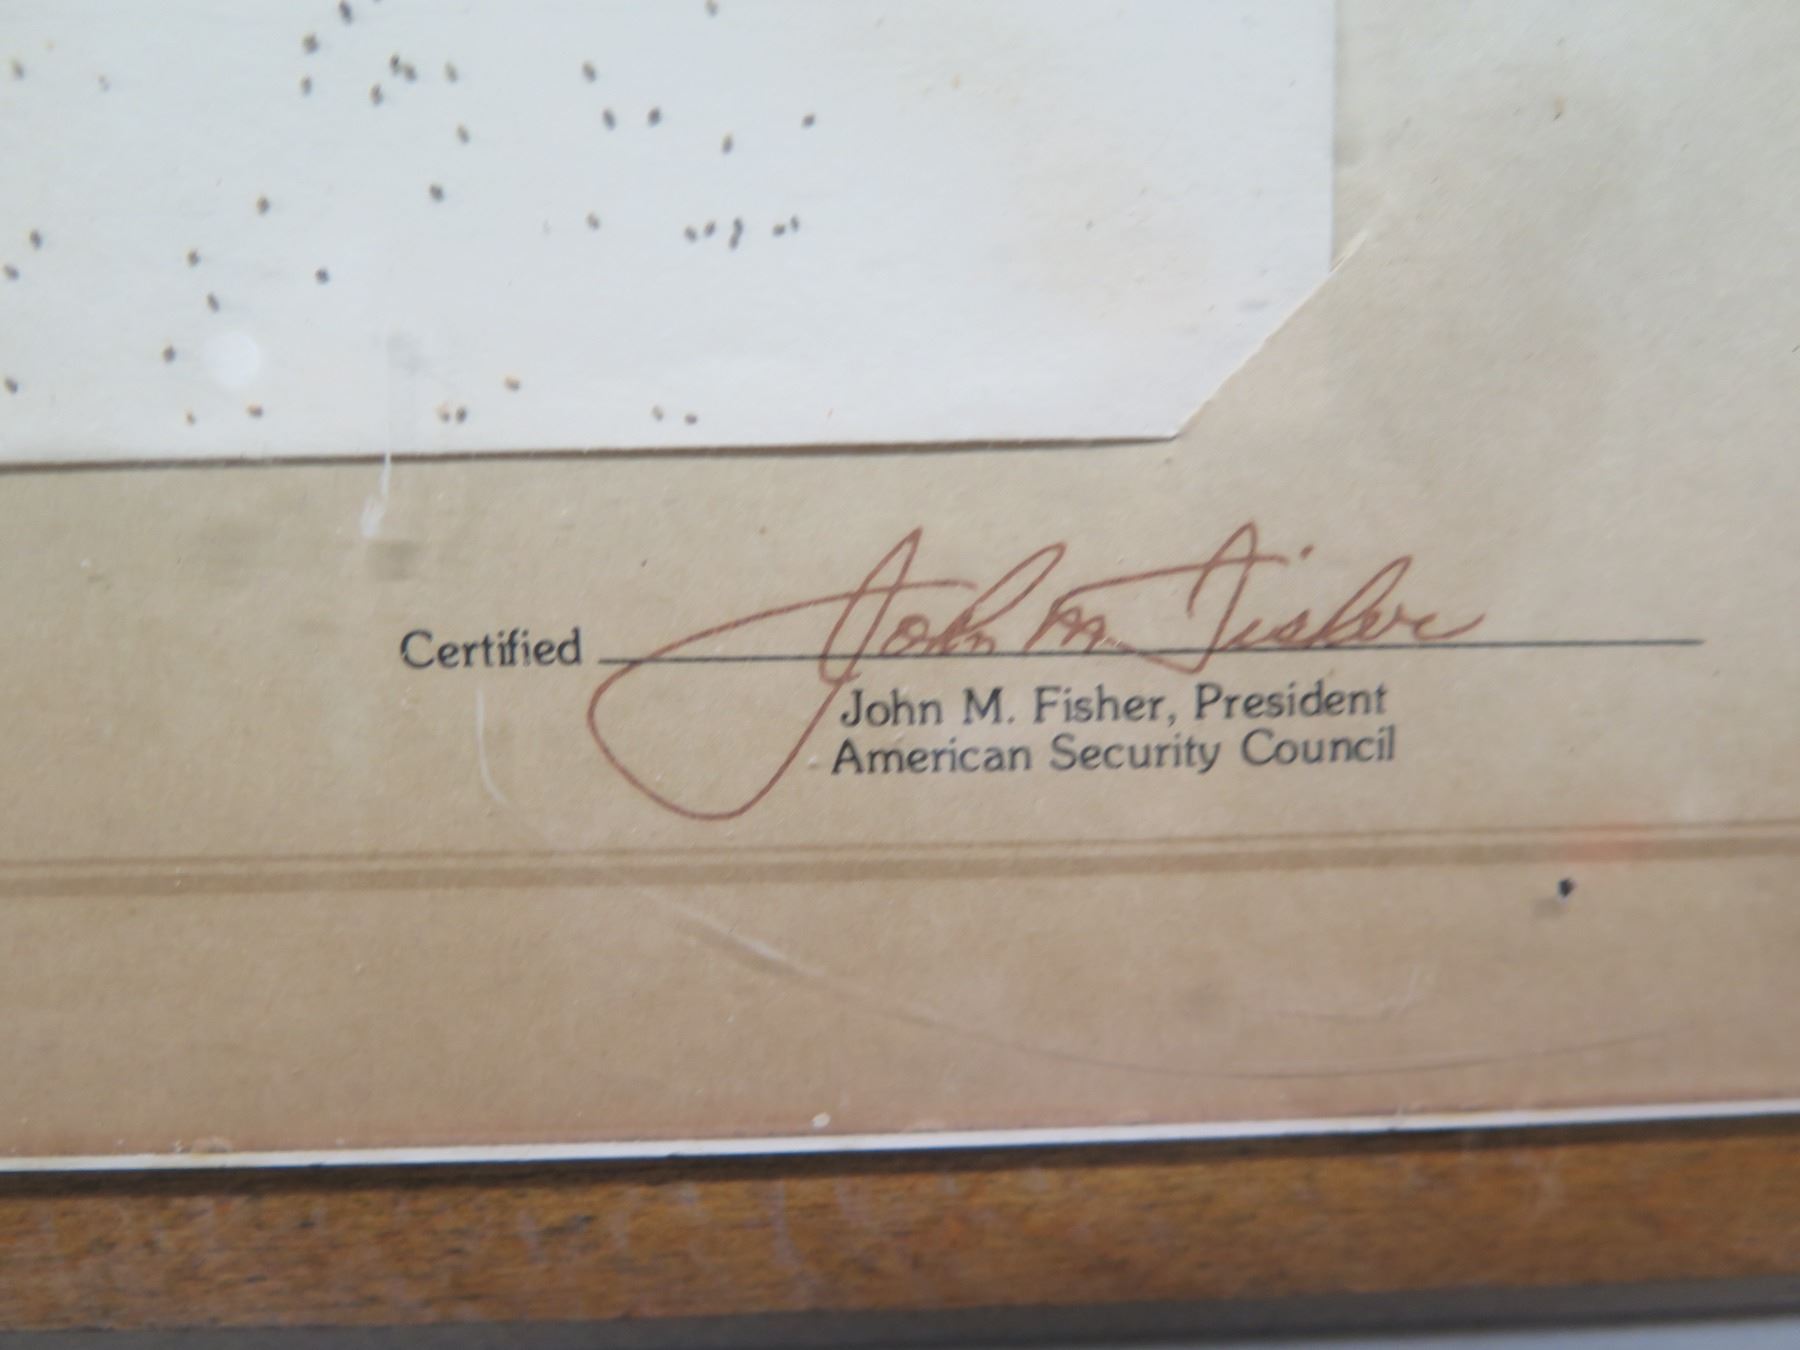 Certified John M Fisher
John M. Fisher, President
American Security Council